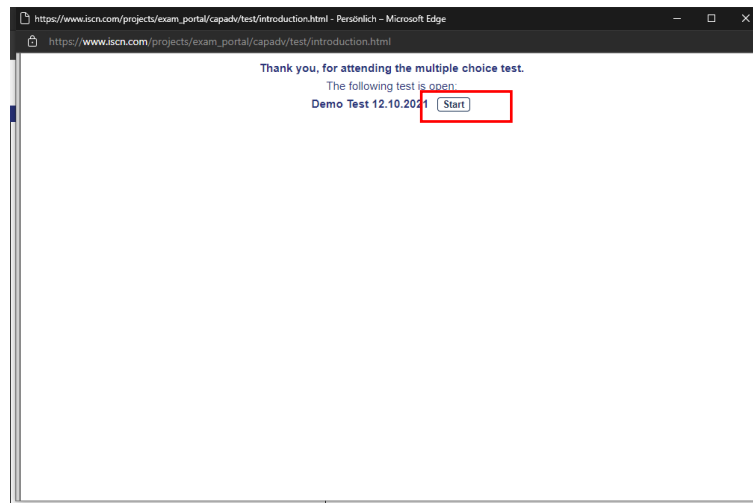 https://www.iscn.com/projects/exam_portal/capadv/test/introduction.html - Persönlich – Microsoft Edge
https://www.iscn.com/projects/exam_portal/capadv/test/introduction.html
Thank you, for attending the multiple choice test.
The following test is open:
Demo Test 12.10.2021 Start